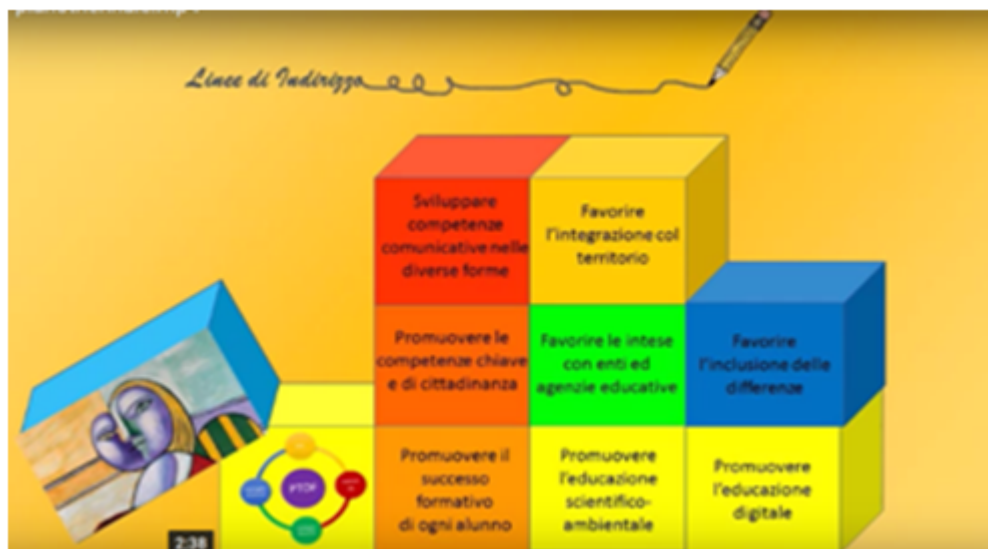 Linee di Indirizzo
Sviluppare
competenze
comunicative nelle
diverse forme
Favorire
l'integrazione col
territorio
Promuovere le
competenze chiave
e di cittadinanza
Favorire le intese
con enti ed
agenzie educative
Favorire
l'inclusione delle
differenze
PTOF
Promuovere il
successo
formativo
di ogni alunno
Promuovere
l'educazione
scientifico-
ambientale
Promuovere
l'educazione
digitale
2:38